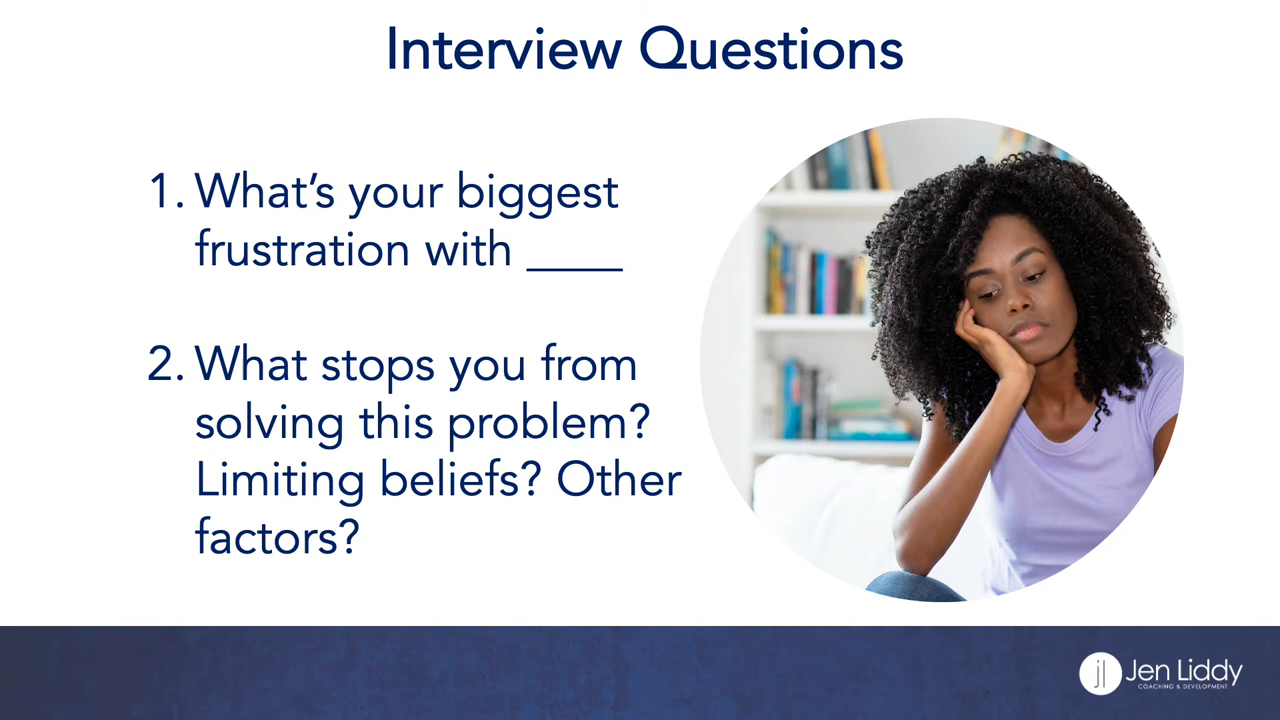 Interview Questions
1. What's your biggest
frustration with ____
2. What stops you from
solving this problem?
Limiting beliefs? Other
factors?
jl Jen Liddy
COACHING & DEVELOPMENT